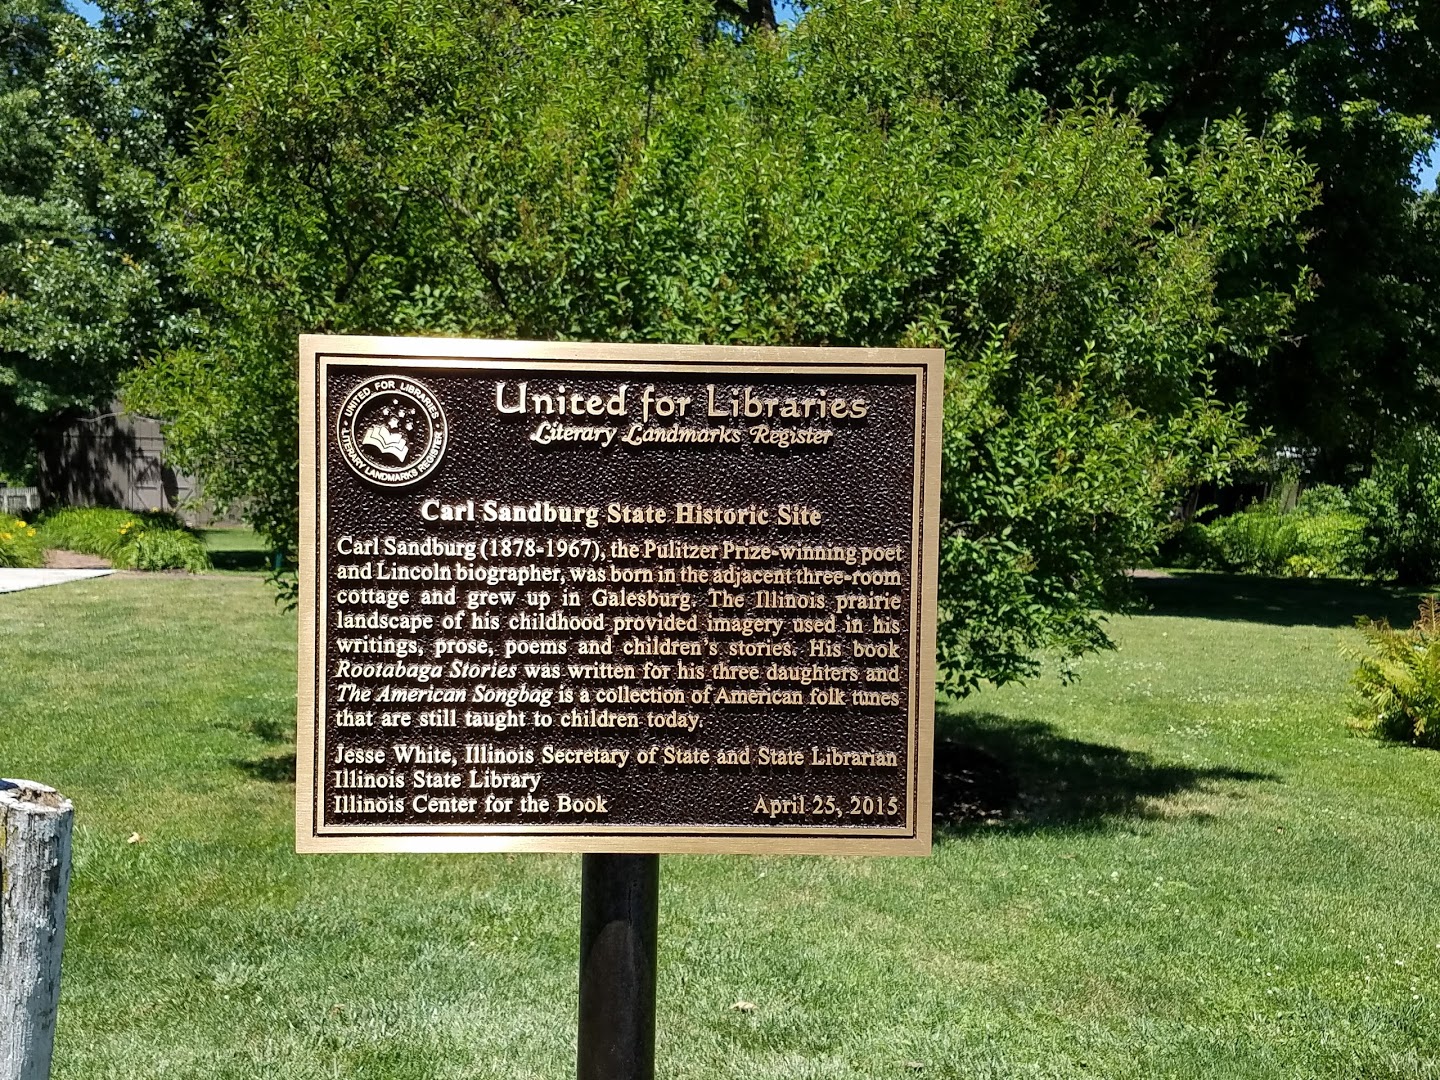 UNITED FOR LIBRARIES
LITERARY LANDMARKS REGISTER
United for Libraries
Literary Landmarks Register
Carl Sandburg State Historic Site
Carl Sandburg (1878-1967), the Pulitzer Prize-winning poet
and Lincoln biographer, was born in the adjacent three-room
cottage and grew up in Galesburg. The Illinois prairie
landscape of his childhood provided imagery used in his
writings, prose, poems and children's stories. His book
Rootabaga Stories was written for his three daughters and
The American Songbag is a collection of American folk tunes
that are still taught to children today.
Jesse White, Illinois Secretary of State and State Librarian
Illinois State Library
Illinois Center for the Book April 25, 2015